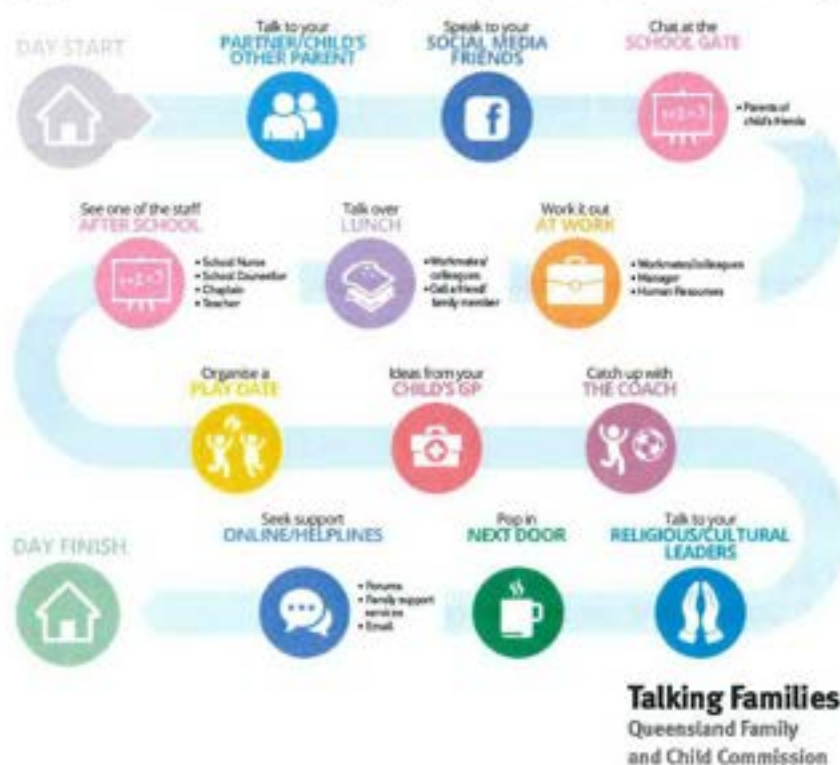 DAY START
Talk to your
PARTNER/CHILD'S
OTHER PARENT
Speak to your
SOCIAL MEDIA
FRIENDS
Chat at the
SCHOOL GATE
• Parents of
child's friends
See one of the staff
AFTER SCHOOL
• School Nurse
• School Counsellor
• Chaplain
• Teacher
Talk over
LUNCH
• Workmates/
colleagues
• Call a friend/
family member
Work it out
AT WORK
• Workmates/colleagues
• Manager
• Human Resources
Organise a
PLAY DATE
Ideas from your
CHILD'S GP
Catch up with
THE COACH
DAY FINISH
Seek support
ONLINE/HELPLINES
• Forums
• Family support
services
• Email
Pop in
NEXT DOOR
Talk to your
RELIGIOUS/CULTURAL
LEADERS
Talking Families
Queensland Family
and Child Commission